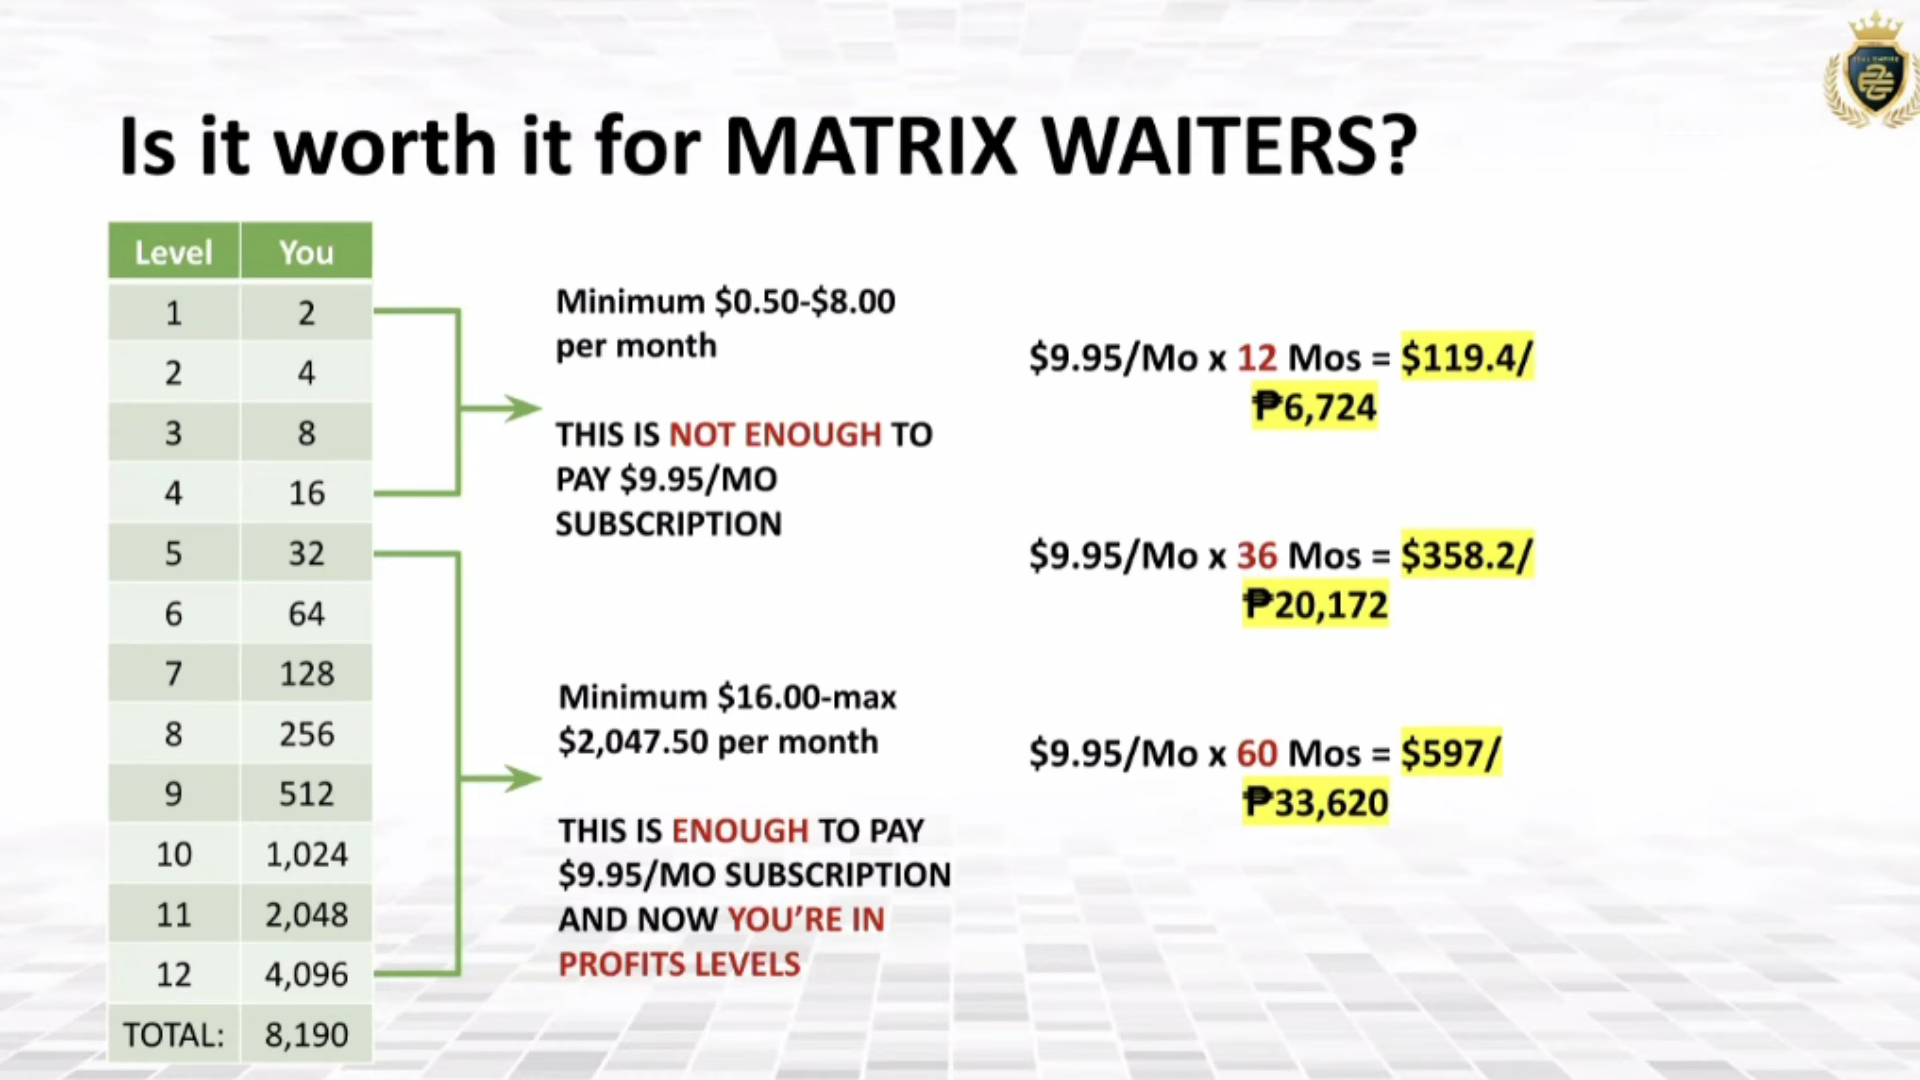 Is it worth it for MATRIX WAITERS?
Level You
1 2
2 4
3 8
4 16
5 32
6 64
7 128
8 256
9 512
10 1,024
11 2,048
12 4,096
TOTAL: 8,190
Minimum $0.50-$8.00
per month
THIS IS NOT ENOUGH TO
PAY $9.95/MO
SUBSCRIPTION
Minimum $16.00-max
$2,047.50 per month
THIS IS ENOUGH TO PAY
$9.95/MO SUBSCRIPTION
AND NOW YOU’RE IN
PROFITS LEVELS
$9.95/Mo x 12 Mos = $119.4/
₱6,724
$9.95/Mo x 36 Mos = $358.2/
₱20,172
$9.95/Mo x 60 Mos = $597/
₱33,620